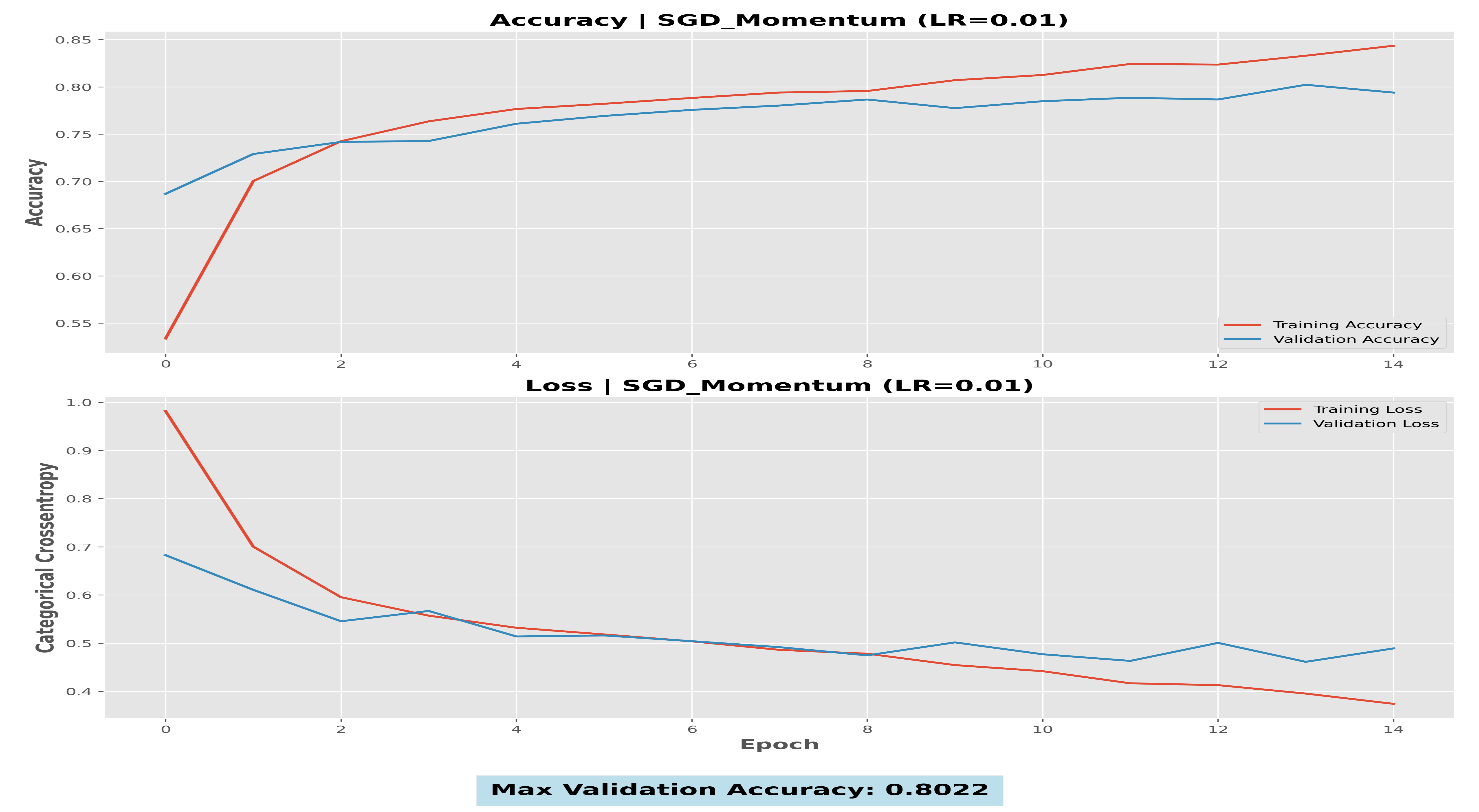 Accuracy | SGD_Momentum (LR=0.01)
Accuracy
0.85
0.80
0.75
0.70
0.65
0.60
0.55
Training Accuracy
Validation Accuracy
0 2 4 6 8 10 12 14
Loss | SGD_Momentum (LR=0.01)
Categorical Crossentropy
1.0
0.9
0.8
0.7
0.6
0.5
0.4
Training Loss
Validation Loss
0 2 4 6 8 10 12 14
Epoch
Max Validation Accuracy: 0.8022